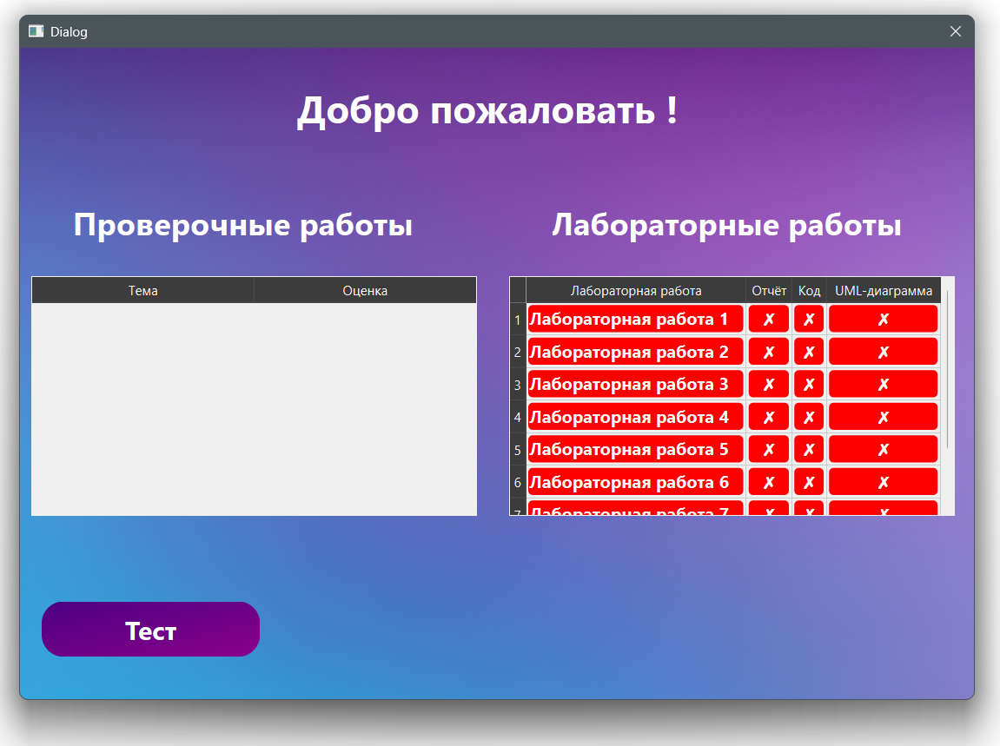 Dialog
Добро пожаловать !
Проверочные работы
Лабораторные работы
Тема Оценка
Лабораторная работа Отчёт Код UML-диаграмма
1 Лабораторная работа 1 ✗ ✗ ✗
2 Лабораторная работа 2 ✗ ✗ ✗
3 Лабораторная работа 3 ✗ ✗ ✗
4 Лабораторная работа 4 ✗ ✗ ✗
5 Лабораторная работа 5 ✗ ✗ ✗
6 Лабораторная работа 6 ✗ ✗ ✗
7 Лабораторная работа 7 ✗ ✗ ✗
Тест